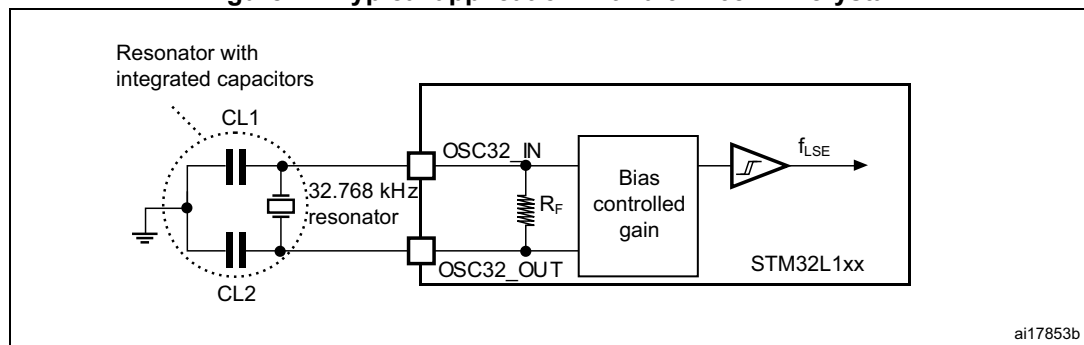 Resonator with
integrated capacitors
CL1
OSC32_IN
f_LSE
32.768 kHz
resonator
R_F
Bias
controlled
gain
OSC32_OUT
STM32L1xx
CL2
ai17853b